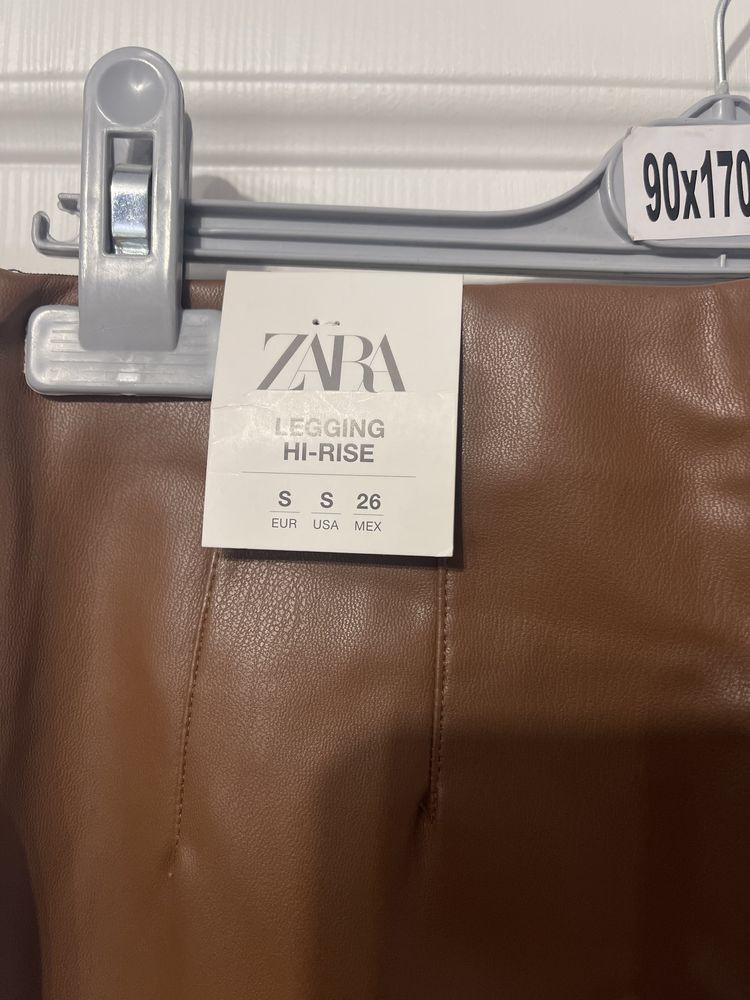 90x170
ZARA
LEGGING
HI-RISE
S S 26
EUR USA MEX